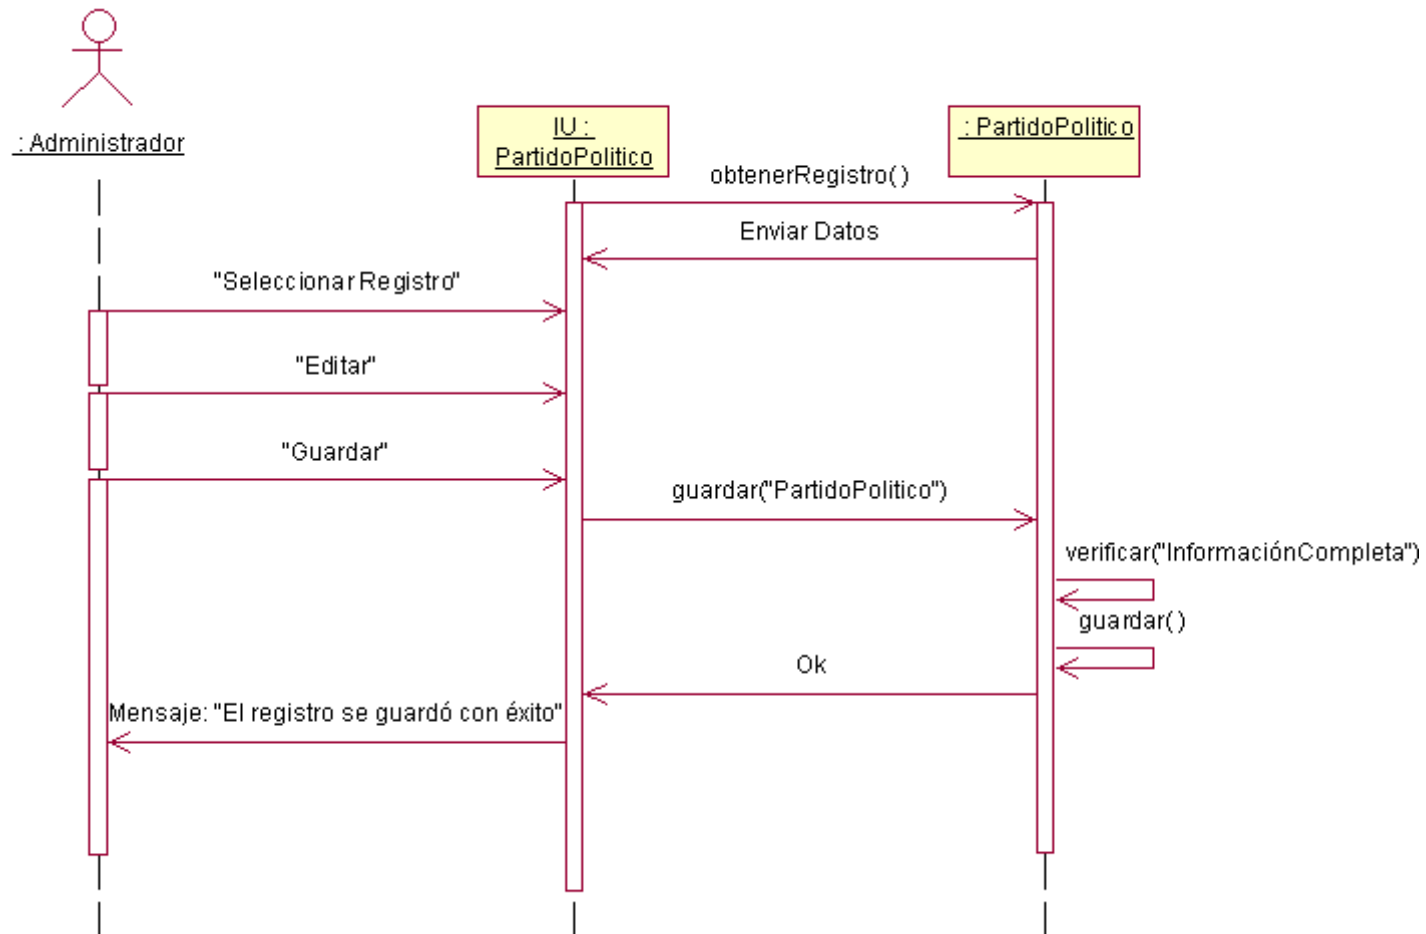 : Administrador
IU :
PartidoPolitico
: PartidoPolitico
obtenerRegistro( )
Enviar Datos
"Seleccionar Registro"
"Editar"
"Guardar"
guardar("PartidoPolitico")
verificar("InformaciónCompleta")
guardar( )
Ok
Mensaje: "El registro se guardó con éxito"